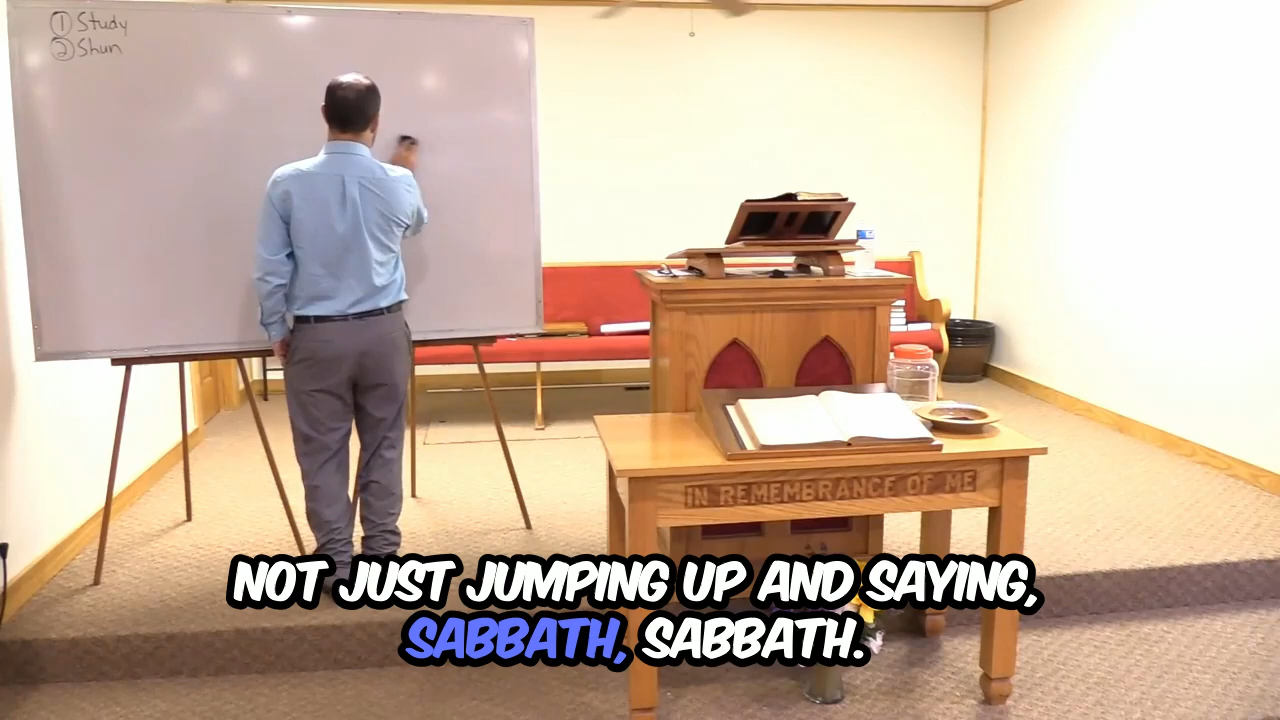 ① Study
② Shun
IN REMEMBRANCE OF ME
NOT JUST JUMPING UP AND SAYING,
SABBATH, SABBATH.